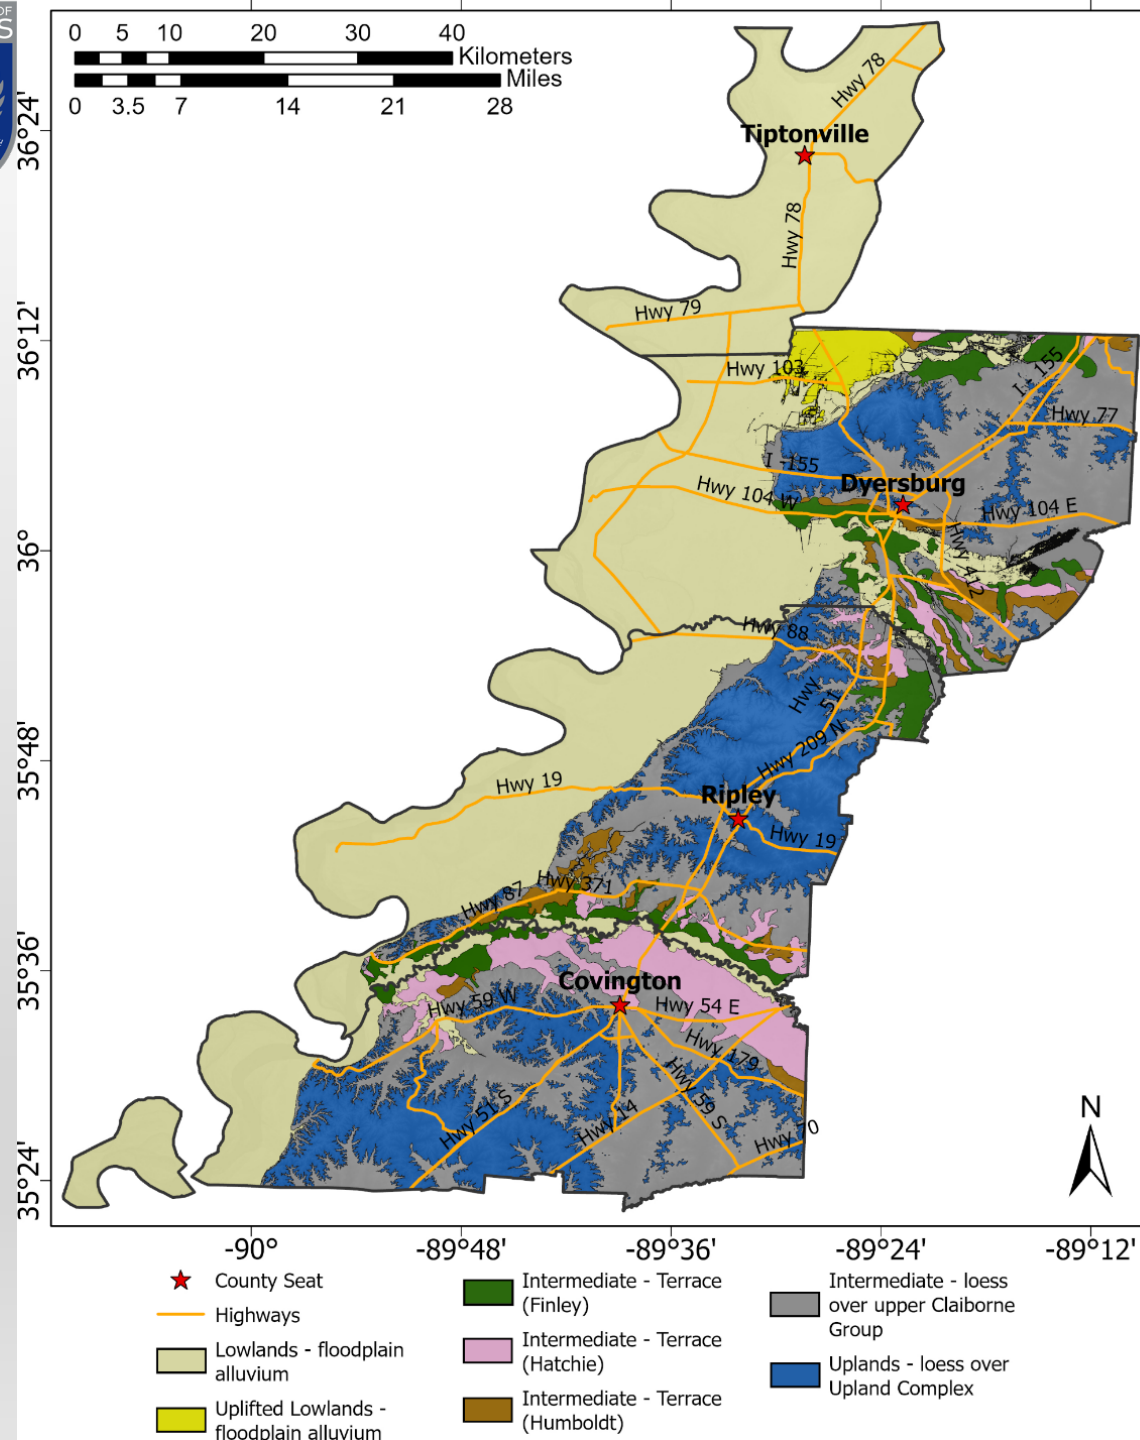 OF
S
0 5 10 20 30 40
Kilometers
Miles
0 3.5 7 14 21 28
36°24'
36°12'
36°
35°48'
35°36'
35°24'
Hwy 78
Tiptonville
Hwy 78
Hwy 79
Hwy 103
I - 155
Hwy 77
I -155
Dyersburg
Hwy 104 W
Hwy 104 E
Hwy 412
Hwy 88
Hwy 51
Hwy 209 N
Hwy 19
Ripley
Hwy 19
Hwy 371
Hwy 87
Covington
Hwy 59 W
Hwy 54 E
Hwy 179
Hwy 59 S
Hwy 51 S
Hwy 14
Hwy 70
N
-90° -89°48' -89°36' -89°24' -89°12'
County Seat
Highways
Lowlands - floodplain
alluvium
Uplifted Lowlands -
floodplain alluvium
Intermediate - Terrace
(Finley)
Intermediate - Terrace
(Hatchie)
Intermediate - Terrace
(Humboldt)
Intermediate - loess
over upper Claiborne
Group
Uplands - loess over
Upland Complex